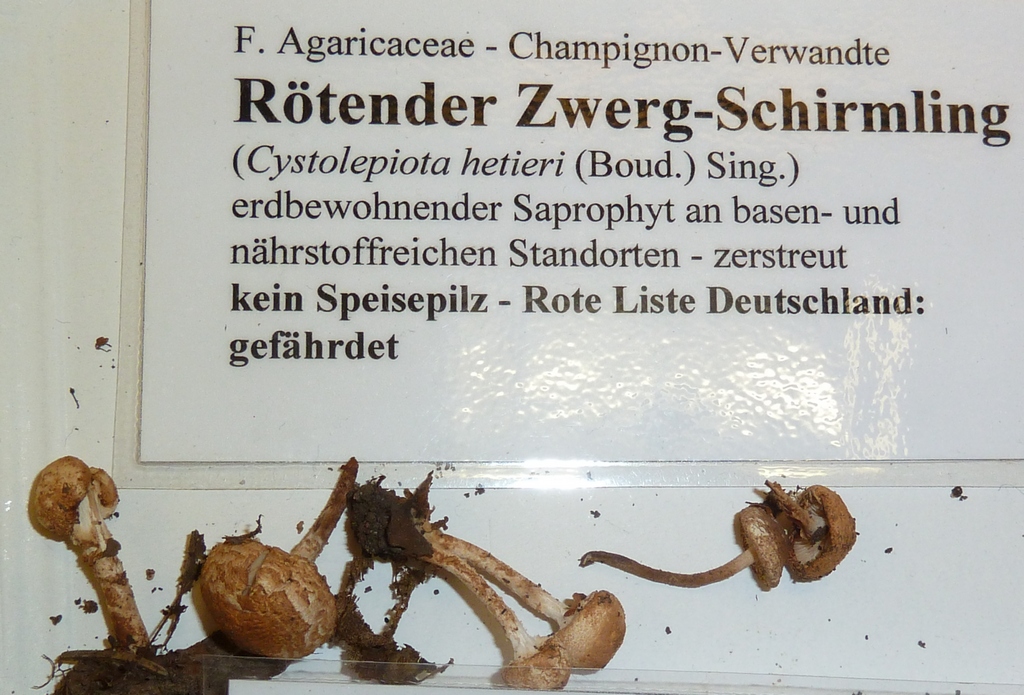 F. Agaricaceae - Champignon-Verwandte
Rötender Zwerg-Schirmling
(Cystolepiota hetieri (Boud.) Sing.)
erdbewohnender Saprophyt an basen- und
nährstoffreichen Standorten - zerstreut
kein Speisepilz - Rote Liste Deutschland:
gefährdet